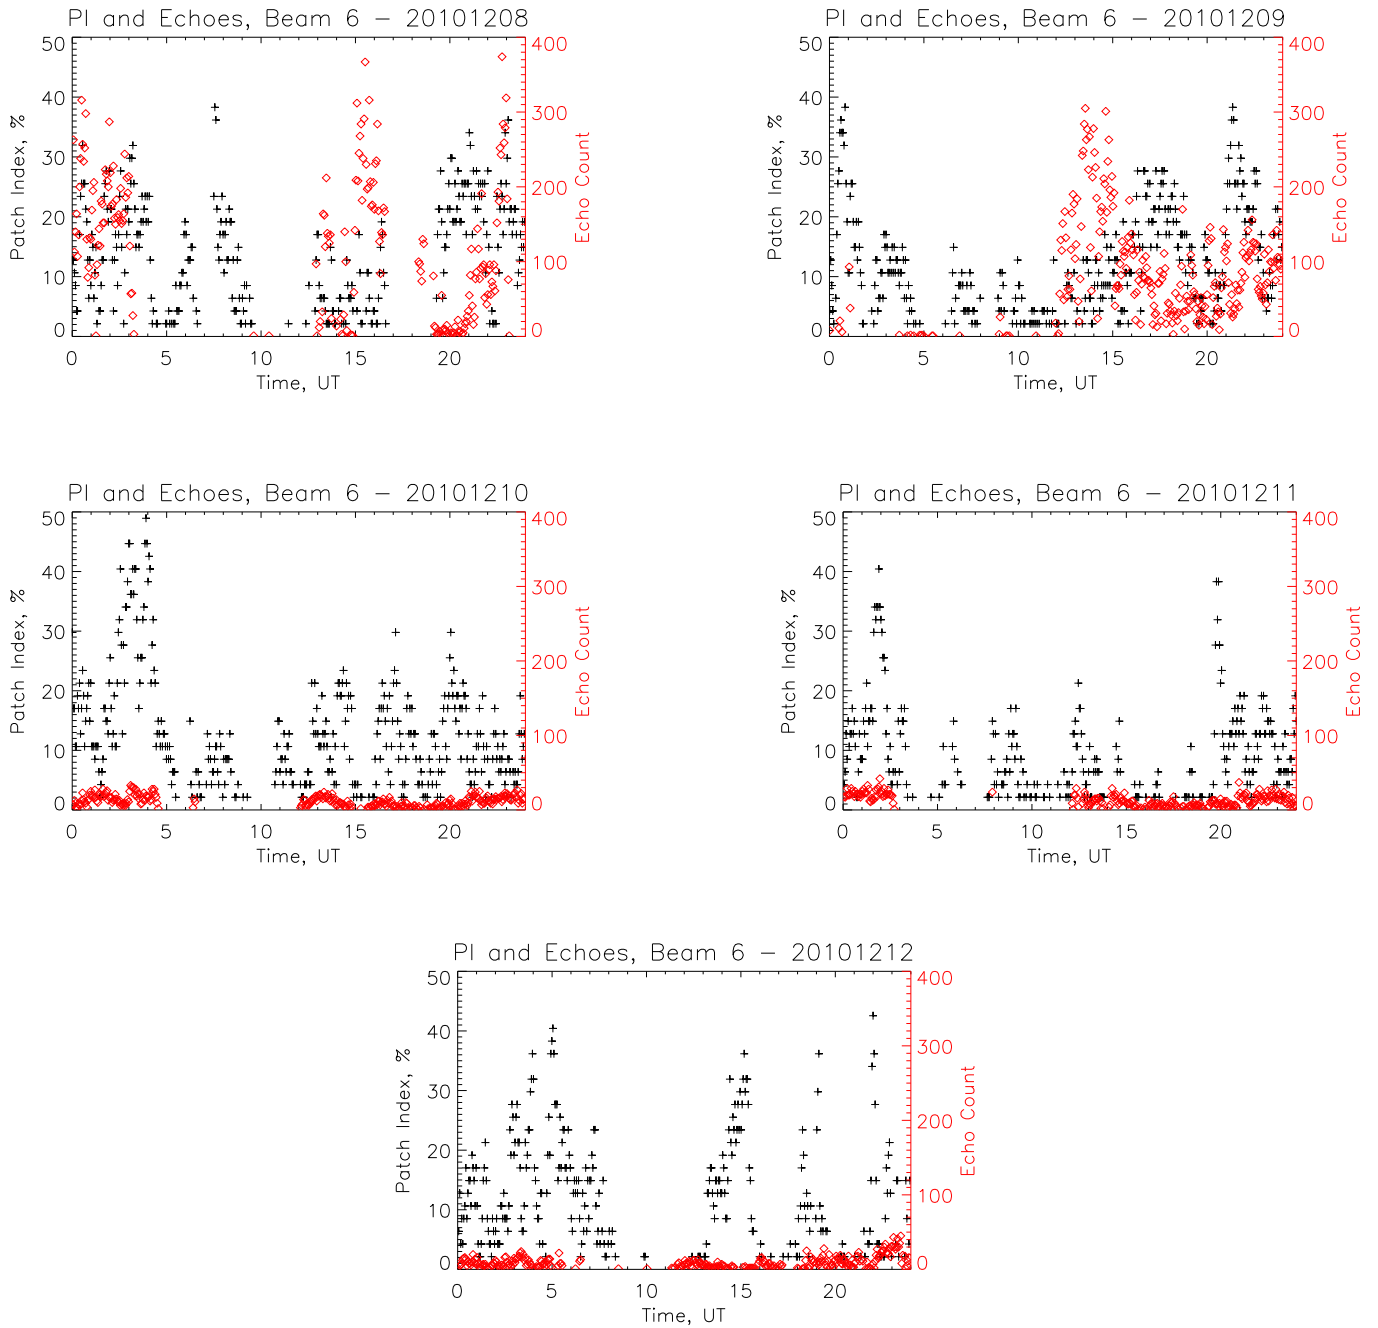 PI and Echoes, Beam 6 – 20101208
50
40
30
20
10
0
Patch Index, %
400
300
200
100
0
Echo Count
0 5 10 15 20
Time, UT
PI and Echoes, Beam 6 – 20101209
50
40
30
20
10
0
Patch Index, %
400
300
200
100
0
Echo Count
0 5 10 15 20
Time, UT
PI and Echoes, Beam 6 – 20101210
50
40
30
20
10
0
Patch Index, %
400
300
200
100
0
Echo Count
0 5 10 15 20
Time, UT
PI and Echoes, Beam 6 – 20101211
50
40
30
20
10
0
Patch Index, %
400
300
200
100
0
Echo Count
0 5 10 15 20
Time, UT
PI and Echoes, Beam 6 – 20101212
50
40
30
20
10
0
Patch Index, %
400
300
200
100
0
Echo Count
0 5 10 15 20
Time, UT